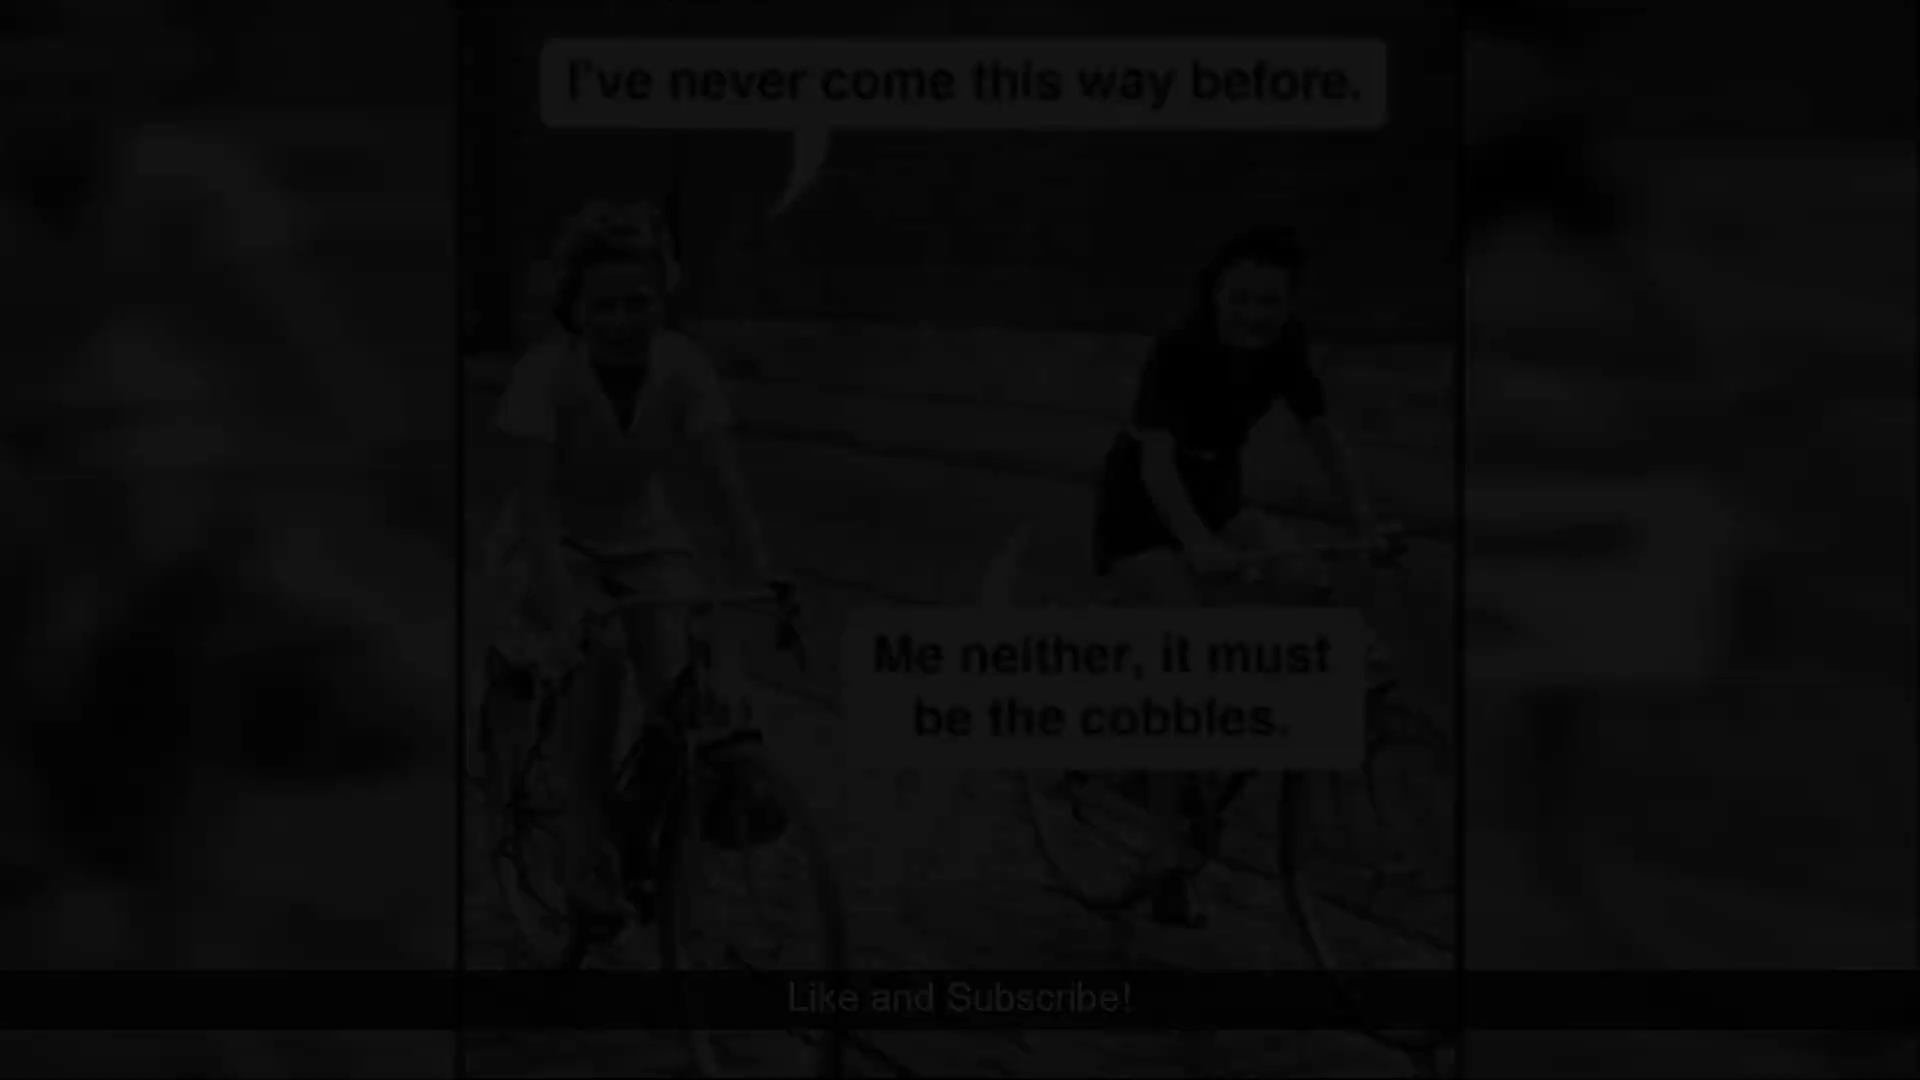 I've never come this way before.
Me neither, it must
be the cobbles.
Like and Subscribe!